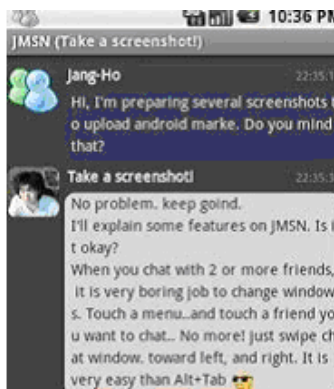 10:36 PM
JMSN (Take a screenshot!)
Jang-Ho
22:35:
Hi, I'm preparing several screenshots t
o upload android marke. Do you mind
that?
Take a screenshot!
22:35:
No problem. keep goind.
I'll explain some features on JMSN. Is i
t okay?
When you chat with 2 or more friends,
it is very boring job to change window
s. Touch a menu..and touch a friend yo
u want to chat.. No more! just swipe ch
at window. toward left, and right. It is
very easy than Alt+Tab